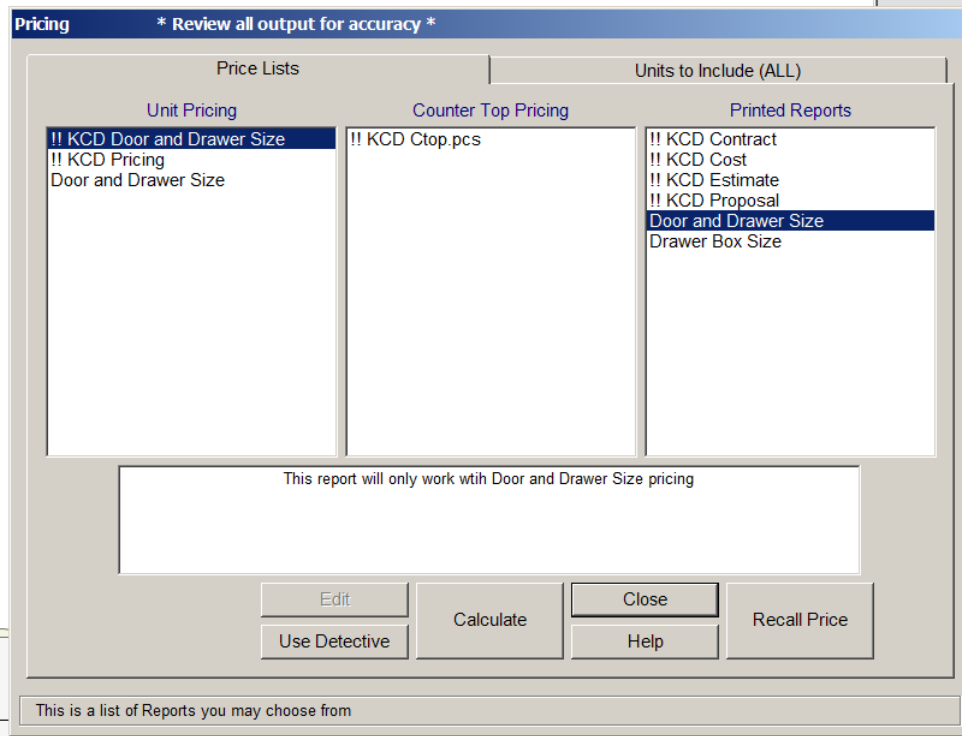 Pricing * Review all output for accuracy *
Price Lists
Units to Include (ALL)
Unit Pricing
!! KCD Door and Drawer Size
!! KCD Pricing
Door and Drawer Size
Counter Top Pricing
!! KCD Ctop.pcs
Printed Reports
!! KCD Contract
!! KCD Cost
!! KCD Estimate
!! KCD Proposal
Door and Drawer Size
Drawer Box Size
This report will only work wtih Door and Drawer Size pricing
Edit
Use Detective
Calculate
Close
Help
Recall Price
This is a list of Reports you may choose from